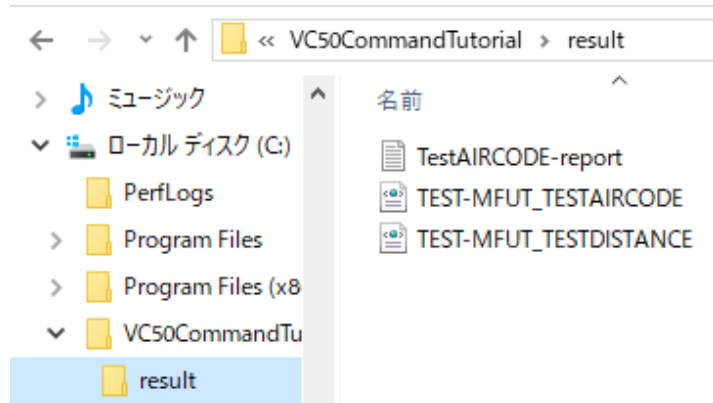 « VC50CommandTutorial > result
ミュージック
ローカル ディスク (C:)
PerfLogs
Program Files
Program Files (x8
VC50CommandTu
result
名前
TestAIRCODE-report
TEST-MFUT_TESTAIRCODE
TEST-MFUT_TESTDISTANCE